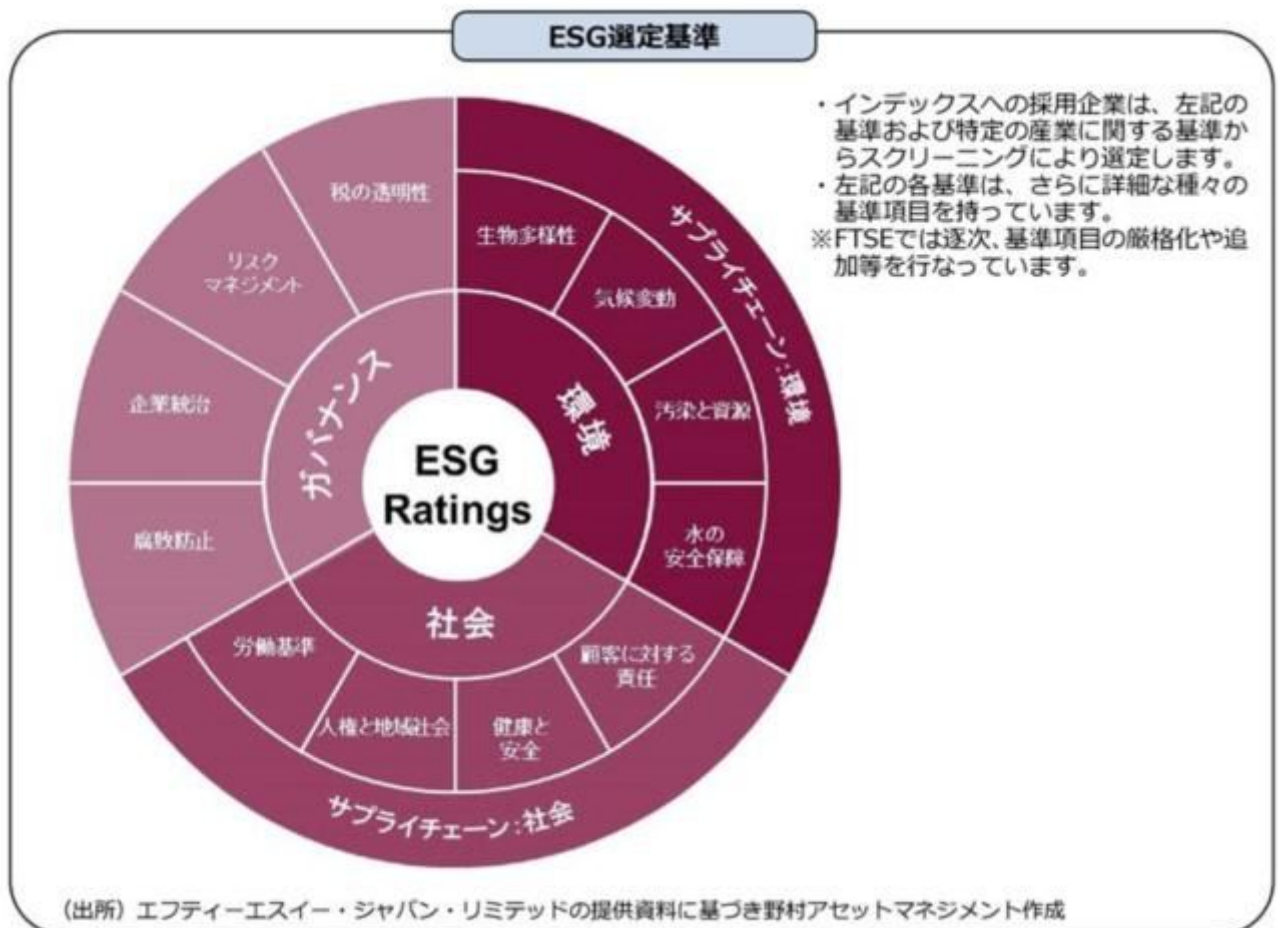 ESG選定基準
・インデックスへの採用企業は、左記の
基準および特定の産業に関する基準か
らスクリーニングにより選定します。
・左記の各基準は、さらに詳細な種々の
基準項目を持っています。
※FTSEでは逐次、基準項目の厳格化や追
加等を行なっています。
税の透明性
リスク
マネジメント
企業統治
腐敗防止
ガバナンス
生物多様性
気候変動
汚染と資源
水の
安全保障
環境
サプライチェーン:環境
ESG
Ratings
社会
労働基準
人権と地域社会
健康と
安全
顧客に対する
責任
サプライチェーン:社会
(出所)エフティーエスイー・ジャパン・リミテッドの提供資料に基づき野村アセットマネジメント作成